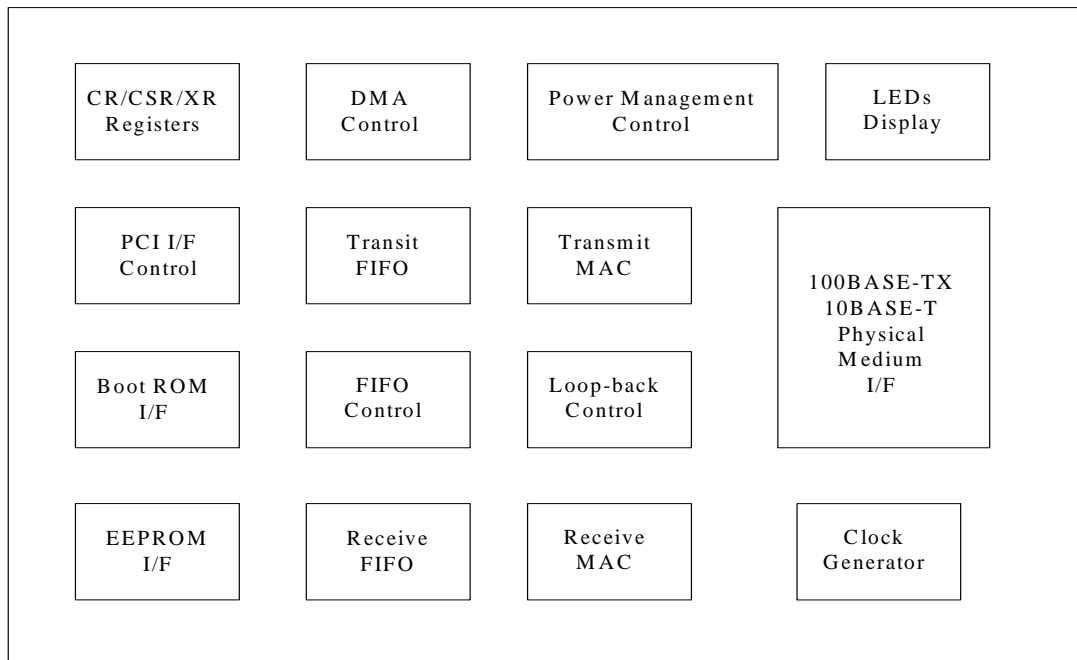 CR/CSR/XR
Registers
DMA
Control
Power Management
Control
LEDs
Display
PCI I/F
Control
Transit
FIFO
Transmit
MAC
100BASE-TX
10BASE-T
Physical
Medium
I/F
Boot ROM
I/F
FIFO
Control
Loop-back
Control
EEPROM
I/F
Receive
FIFO
Receive
MAC
Clock
Generator